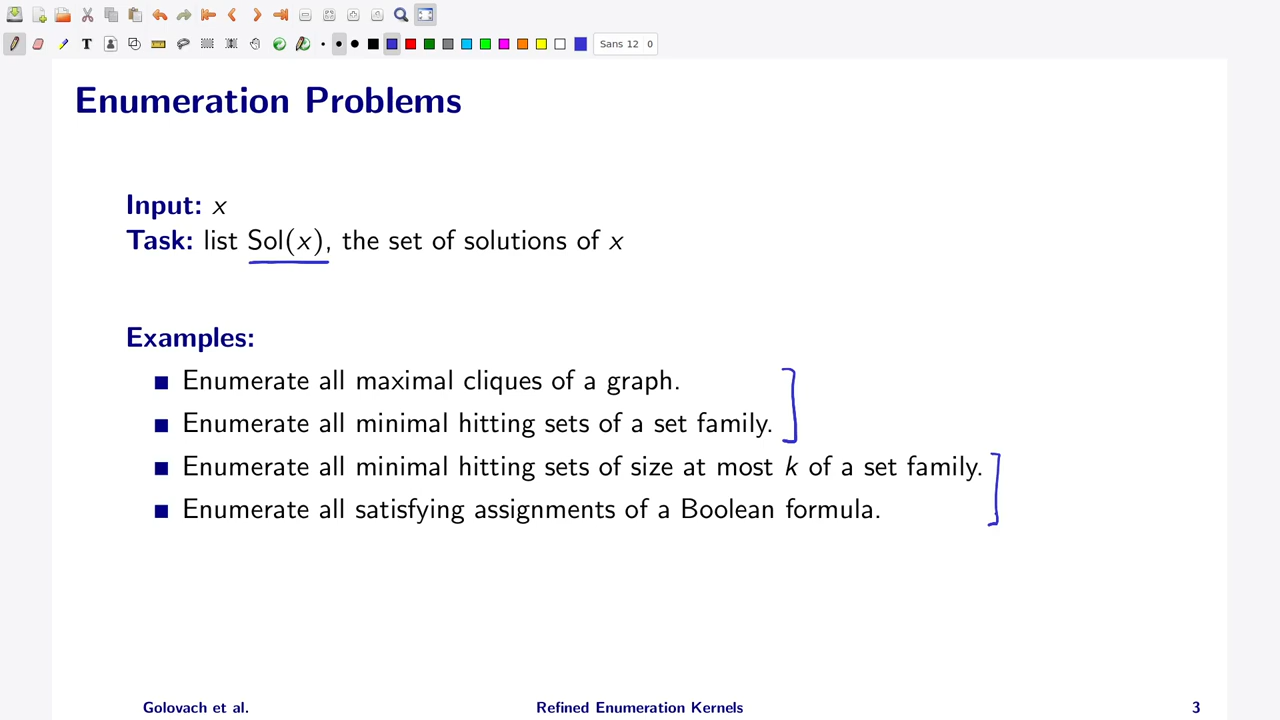 T
Sans 12 0
Enumeration Problems
Input: x
Task: list Sol(x), the set of solutions of x
Examples:
Enumerate all maximal cliques of a graph.
Enumerate all minimal hitting sets of a set family.
Enumerate all minimal hitting sets of size at most k of a set family.
Enumerate all satisfying assignments of a Boolean formula.
Golovach et al. Refined Enumeration Kernels 3